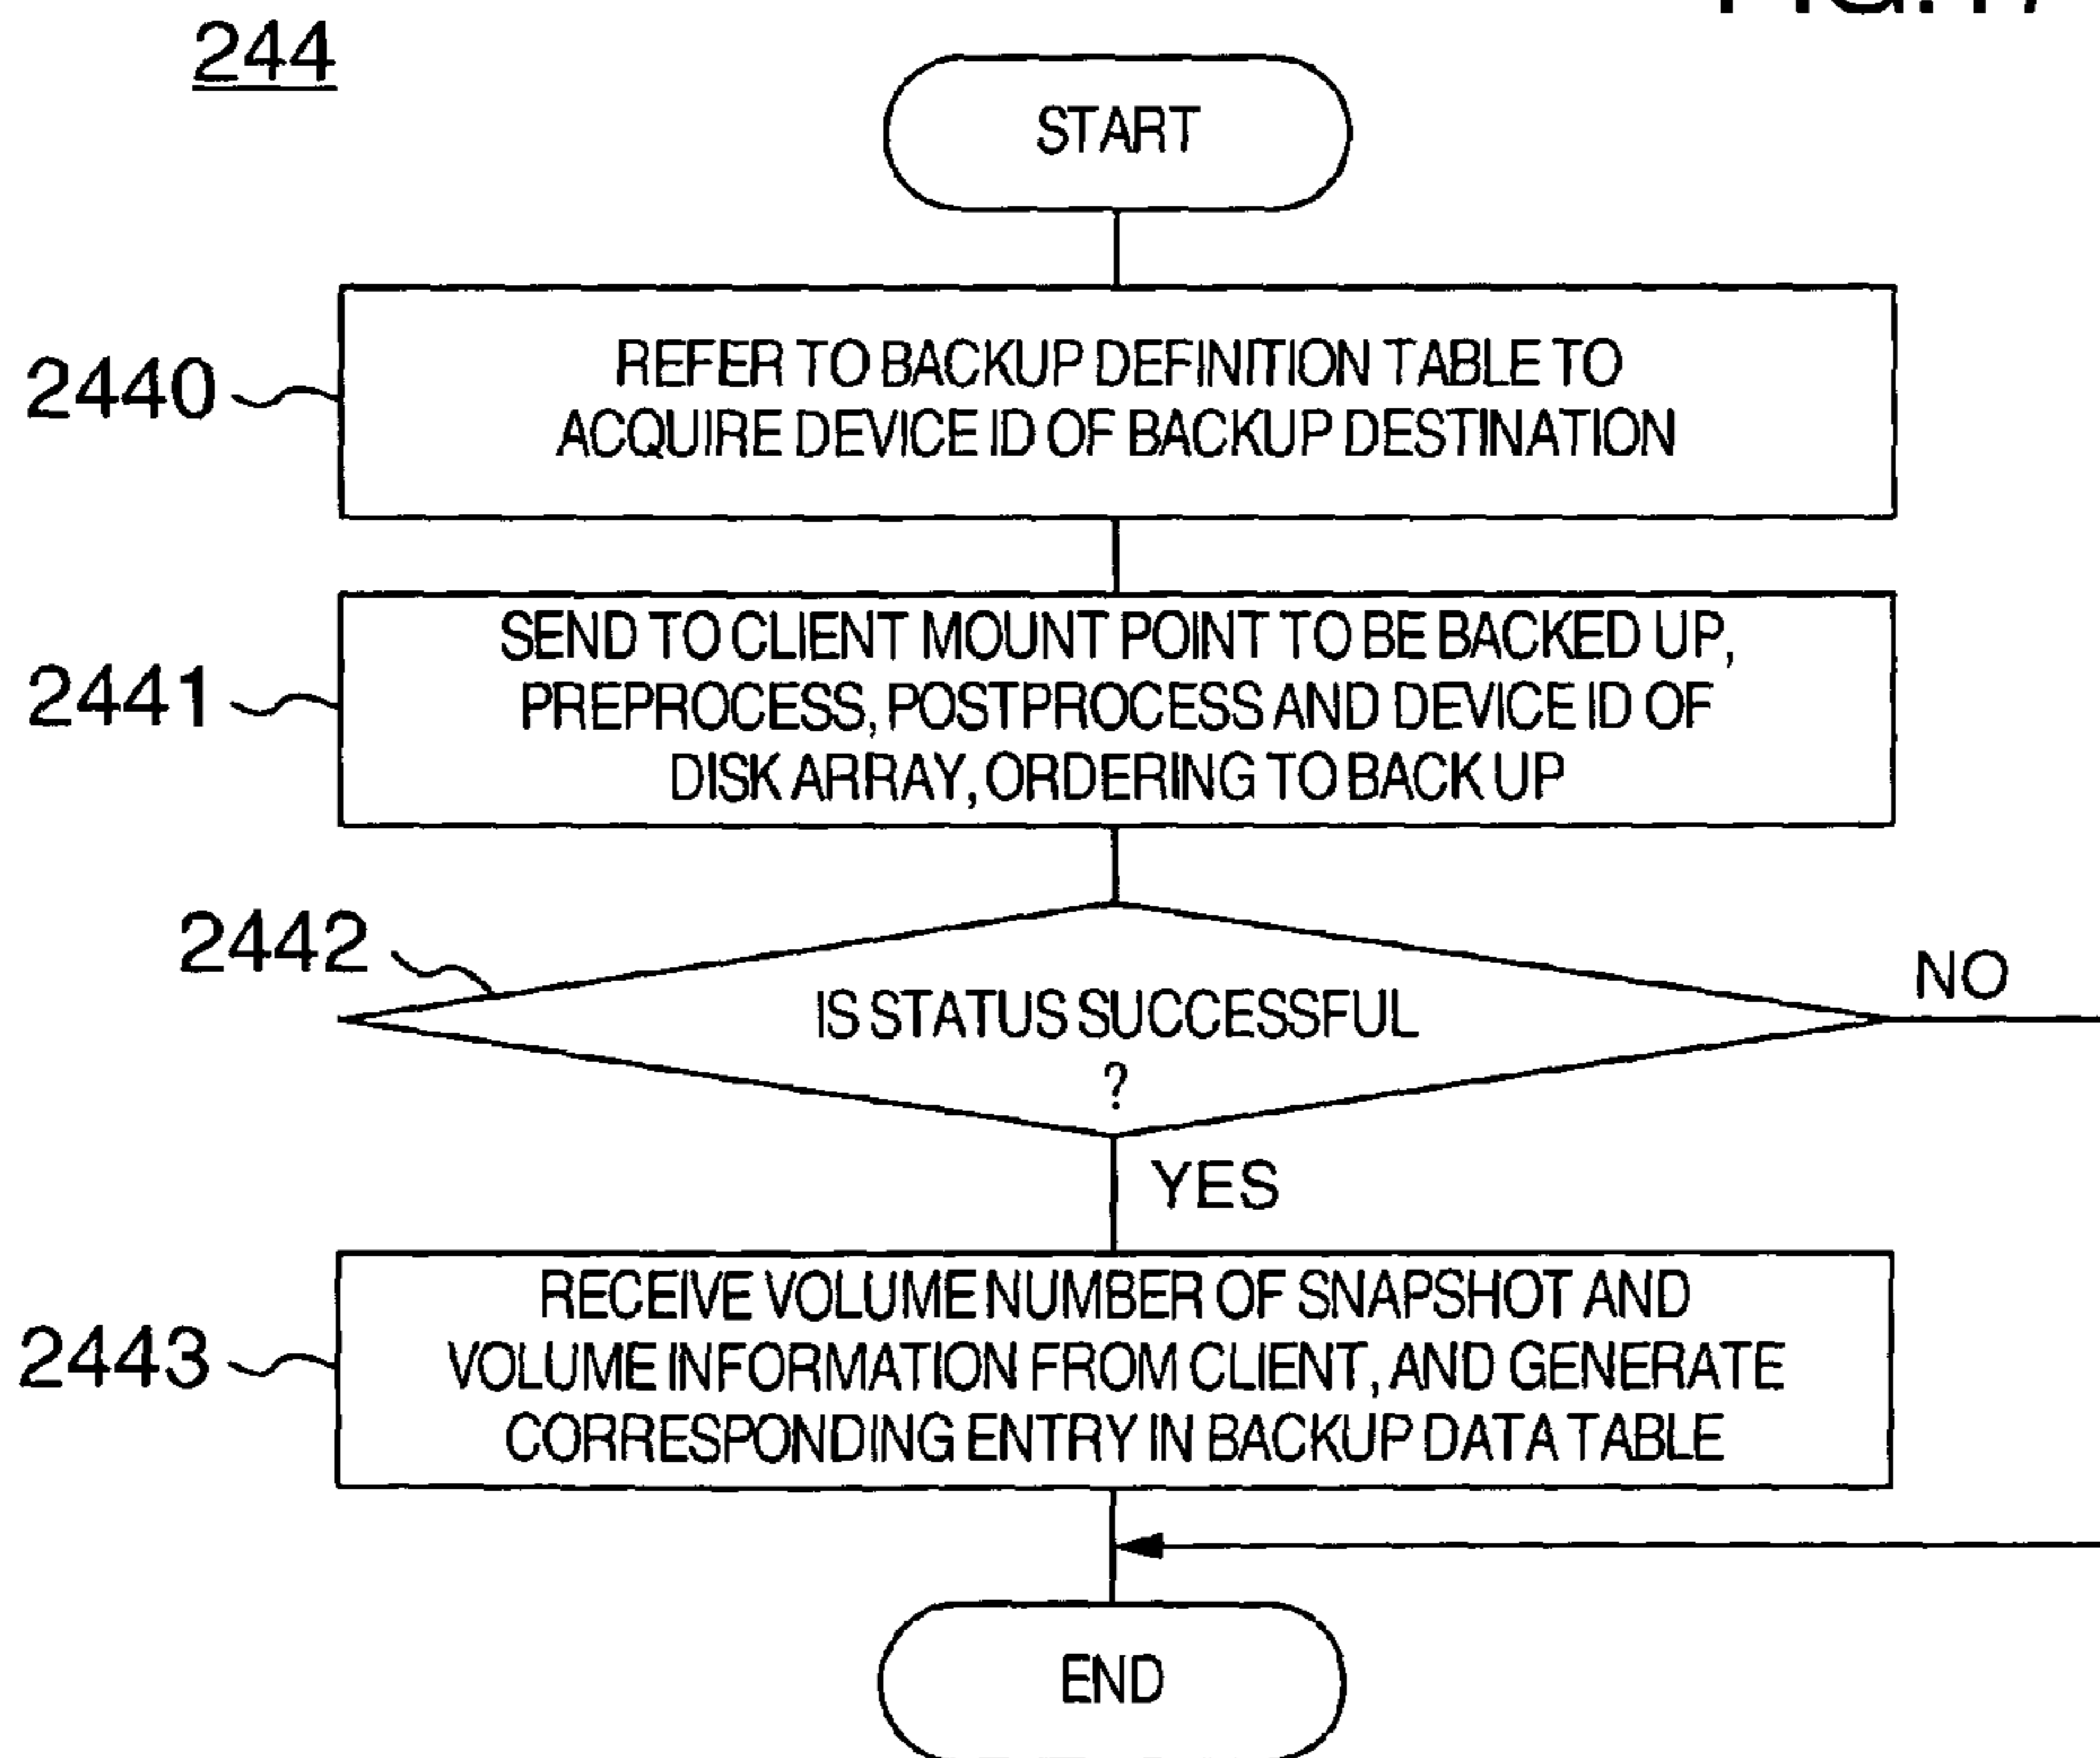 244
START
2440
REFER TO BACKUP DEFINITION TABLE TO
ACQUIRE DEVICE ID OF BACKUP DESTINATION
2441
SEND TO CLIENT MOUNT POINT TO BE BACKED UP,
PREPROCESS, POSTPROCESS AND DEVICE ID OF
DISK ARRAY, ORDERING TO BACK UP
2442
IS STATUS SUCCESSFUL
?
NO
YES
2443
RECEIVE VOLUME NUMBER OF SNAPSHOT AND
VOLUME INFORMATION FROM CLIENT, AND GENERATE
CORRESPONDING ENTRY IN BACKUP DATA TABLE
END